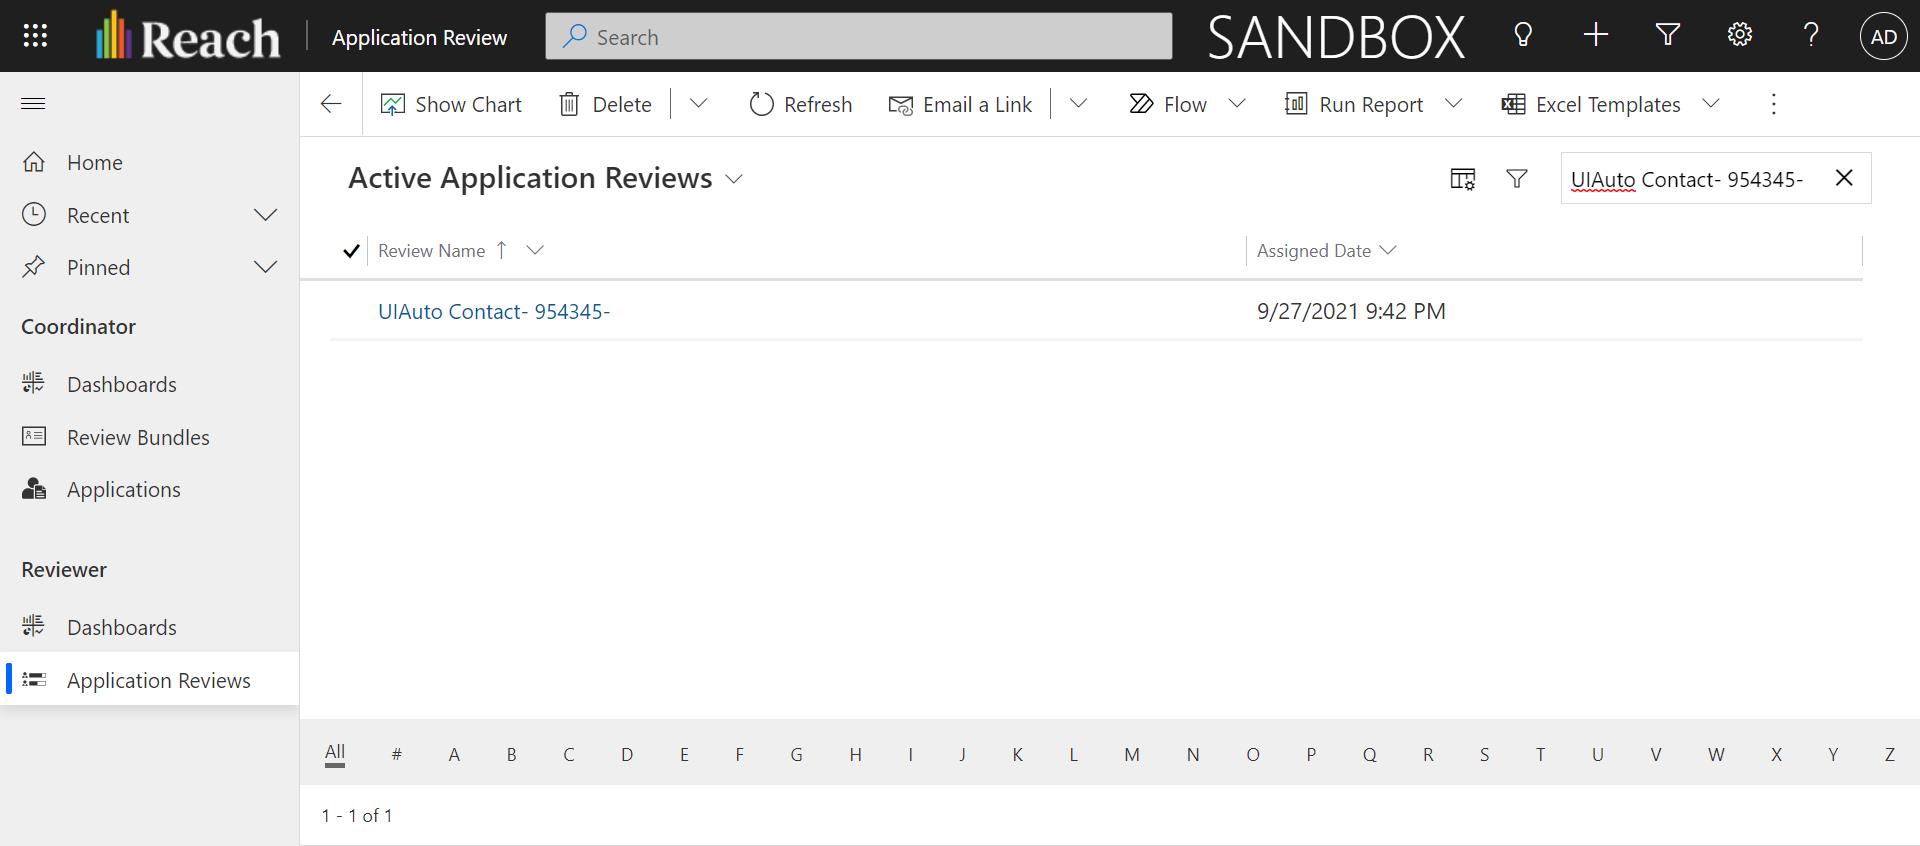 Reach Application Review Search SANDBOX AD
Show Chart Delete Refresh Email a Link Flow Run Report Excel Templates
Home
Recent
Pinned
Coordinator
Dashboards
Review Bundles
Applications
Reviewer
Dashboards
Application Reviews
Active Application Reviews UIAuto Contact- 954345-
Review Name Assigned Date
UIAuto Contact- 954345- 9/27/2021 9:42 PM
All # A B C D E F G H I J K L M N O P Q R S T U V W X Y Z
1 - 1 of 1